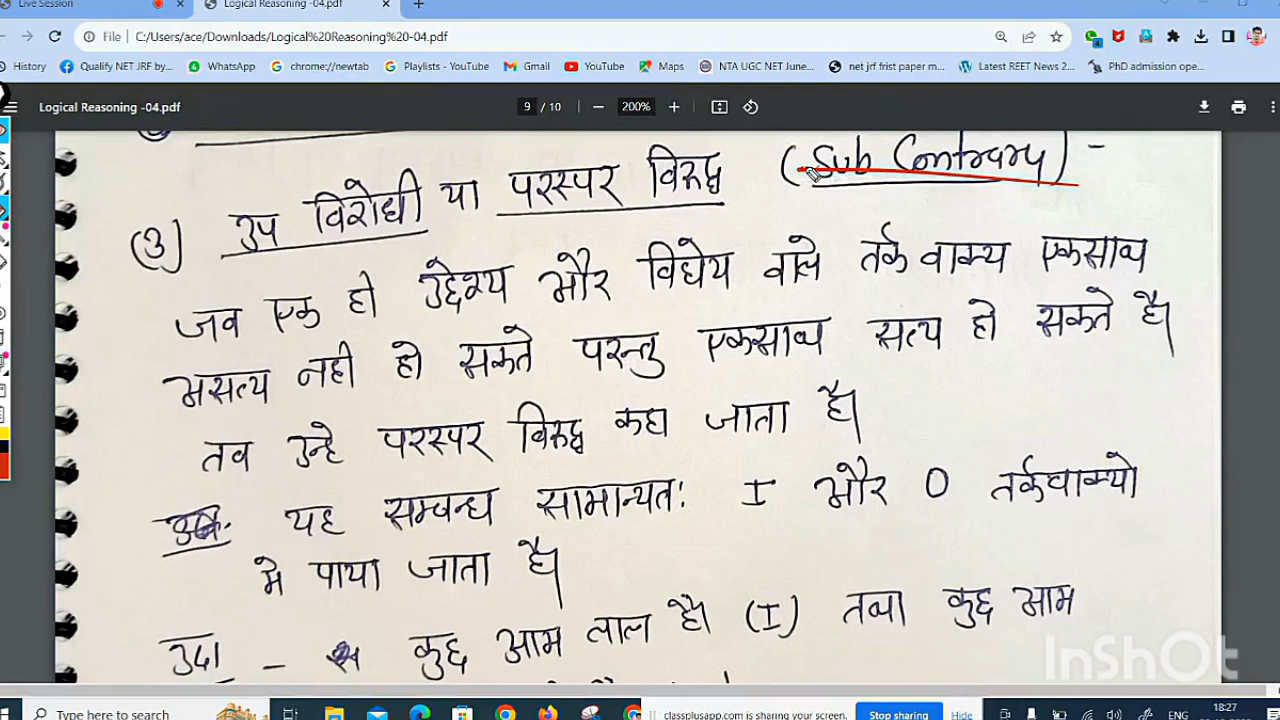 Live Session
Logical Reasoning -04.pdf
File | C:/Users/ace/Downloads/Logical%20Reasoning%20-04.pdf
History Qualify NET JRF by... WhatsApp chrome://newtab Playlists - YouTube Gmail YouTube Maps NTA UGC NET June... net jrf frist paper m... Latest REET News 2... PhD admission ope...
Logical Reasoning -04.pdf 9 / 10 200%
(3) उप विरोधी या परस्पर विरुद्ध (Sub Contrary) -
जब एक ही उद्देश्य और विधेय वाले तर्कवाक्य एकसाथ
असत्य नही हो सकते परन्तु एकसाथ सत्य हो सकते है।
तब उन्हे परस्पर विरुद्ध कहा जाता है।
यह सम्बन्ध सामान्यतः I और O तर्कवाक्यो
मे पाया जाता है।
उदा - कुछ आम लाल है। (I) तथा कुछ आम
InShOt
Type here to search
classplusapp.com is sharing your screen. Stop sharing Hide
ENG 18:27